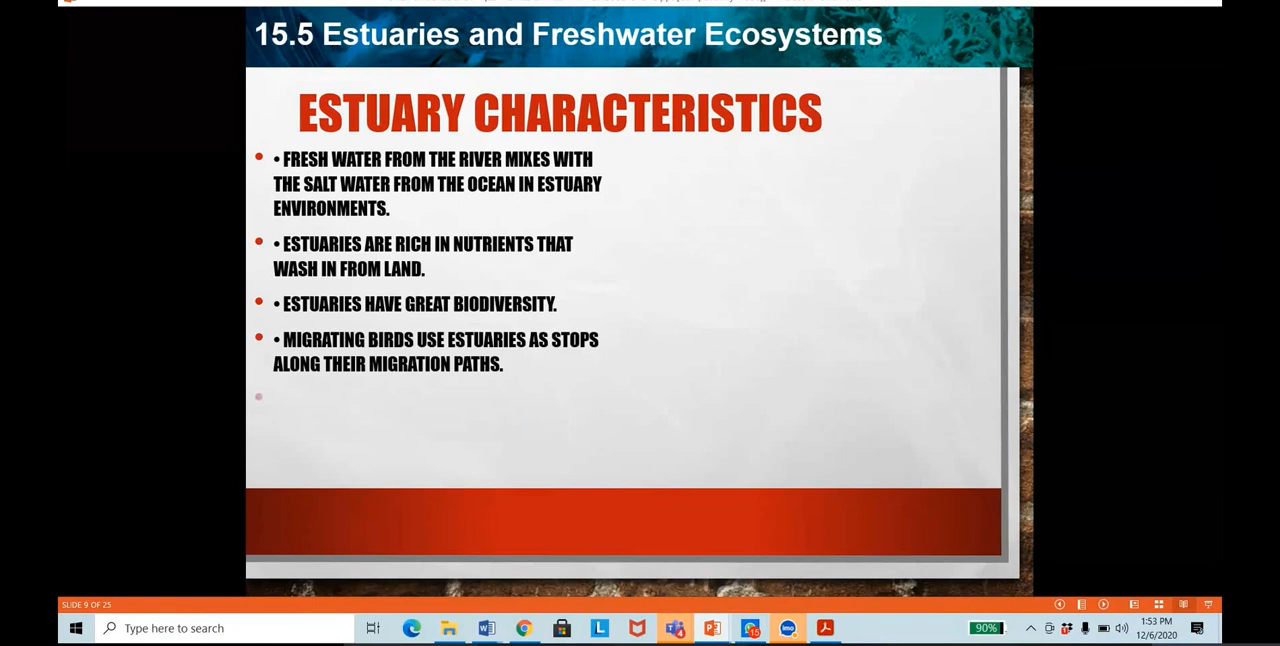 15.5 Estuaries and Freshwater Ecosystems
ESTUARY CHARACTERISTICS
• • FRESH WATER FROM THE RIVER MIXES WITH
THE SALT WATER FROM THE OCEAN IN ESTUARY
ENVIRONMENTS.
• • ESTUARIES ARE RICH IN NUTRIENTS THAT
WASH IN FROM LAND.
• • ESTUARIES HAVE GREAT BIODIVERSITY.
• • MIGRATING BIRDS USE ESTUARIES AS STOPS
ALONG THEIR MIGRATION PATHS.
SLIDE 9 OF 25
Type here to search
90%
1:53 PM
12/6/2020